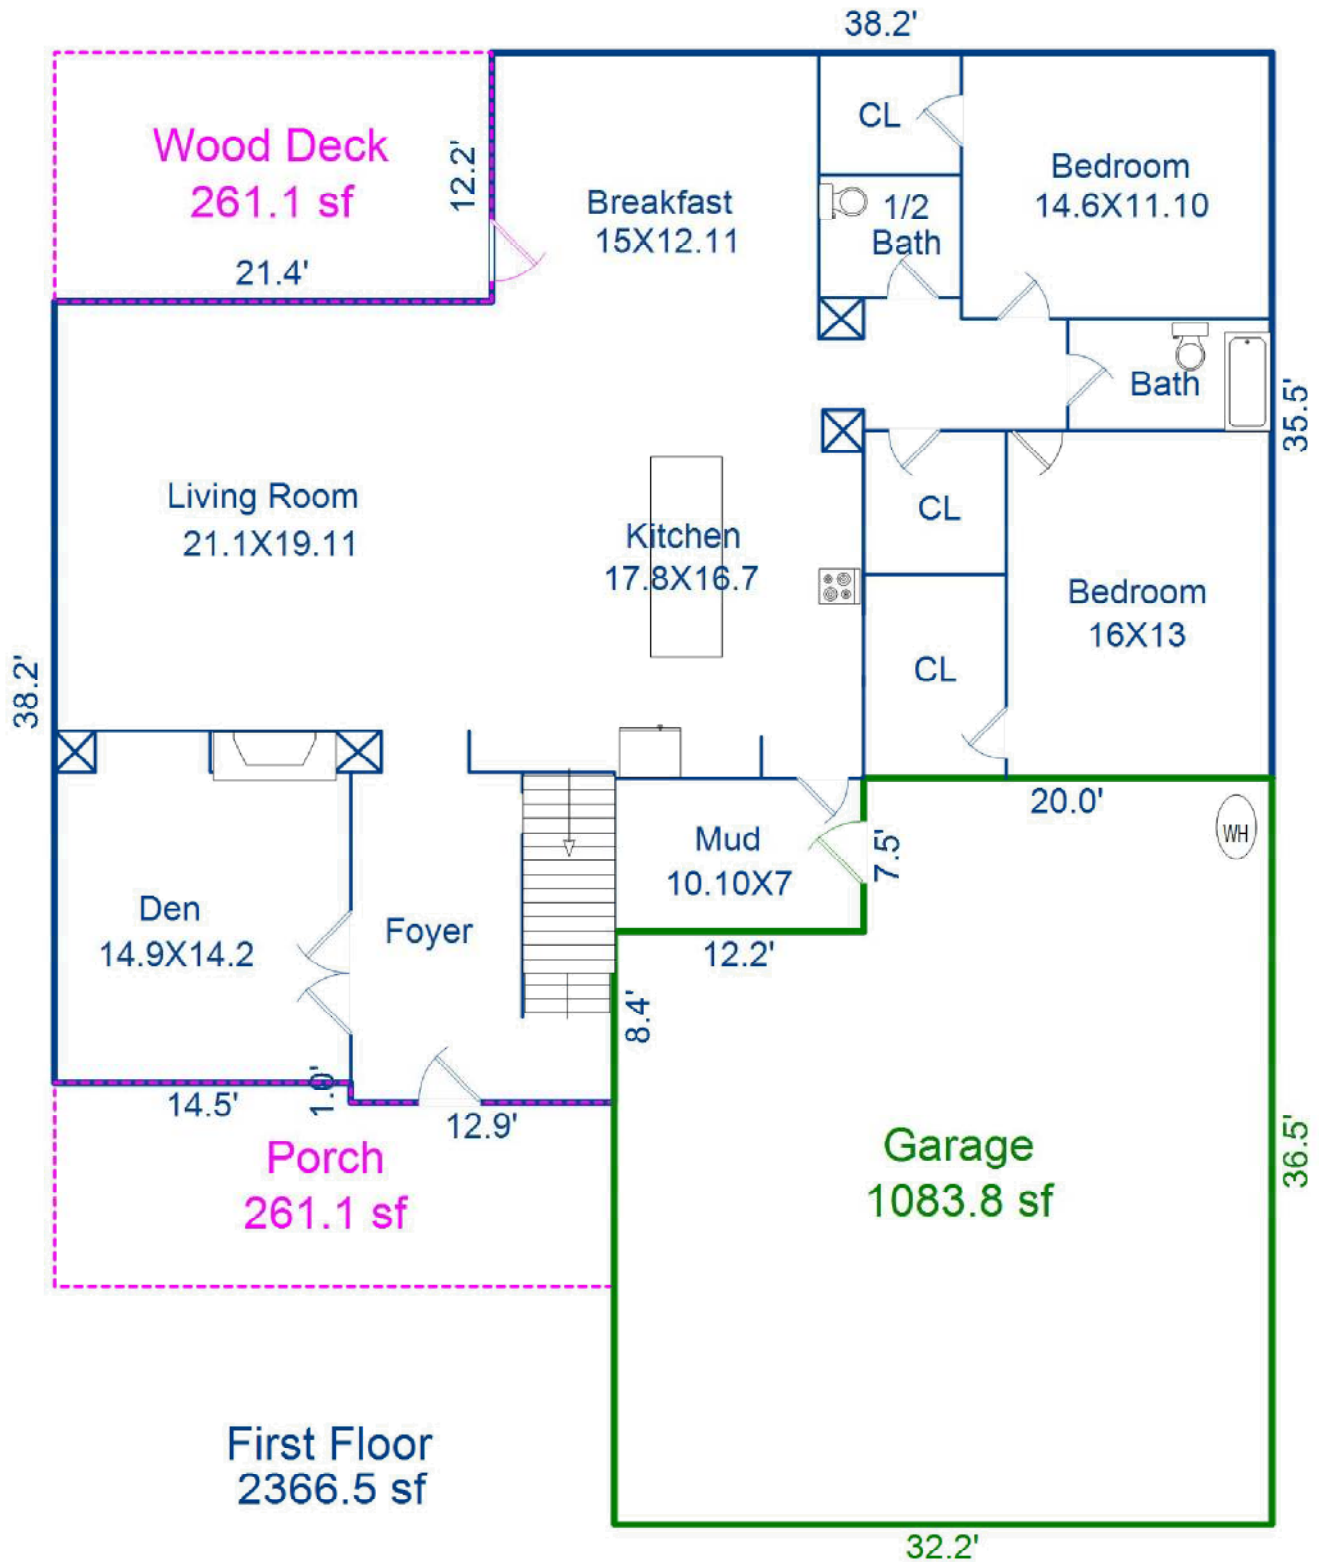 38.2'
Wood Deck
261.1 sf
12.2'
21.4'
Breakfast
15X12.11
CL
1/2
Bath
Bedroom
14.6X11.10
Bath
35.5'
Living Room
21.1X19.11
Kitchen
17.8X16.7
CL
Bedroom
16X13
CL
38.2'
20.0'
WH
Mud
10.10X7
7.5'
Den
14.9X14.2
Foyer
12.2'
8.4'
14.5'
1.0'
12.9'
Porch
261.1 sf
Garage
1083.8 sf
36.5'
First Floor
2366.5 sf
32.2'